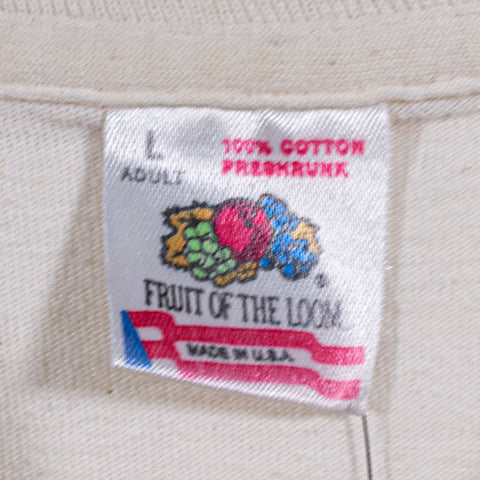 L
ADULT
100% COTTON
PRESHRUNK
®
FRUIT OF THE LOOM
MADE IN U.S.A.